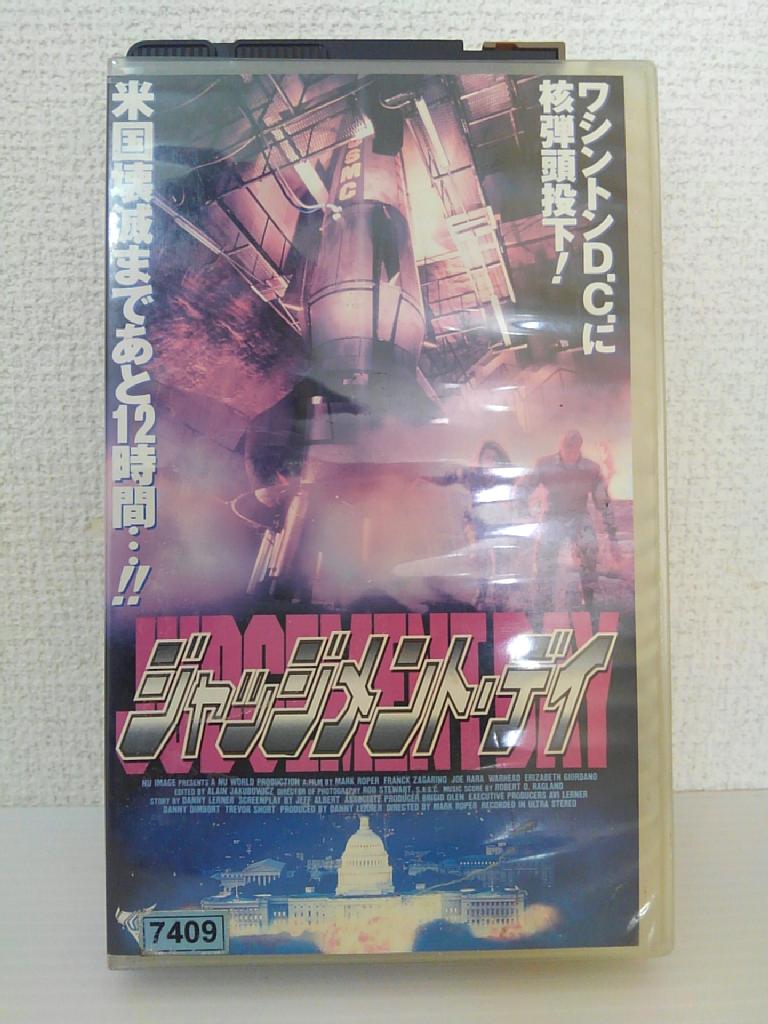 ワシントンD.C.に
核弾頭投下!
米国壊滅まであと12時間…!!
USMC
JUDGEMENT DAY
ジャッジメント・デイ
NU IMAGE PRESENTS A NU WORLD PRODUCTION A FILM BY MARK ROPER FRANCK ZAGARINO JOE RARA WARHEAD ERIZABETH GIORDANO
EDITED BY ALAIN JAKUBOWICZ DIRECTOR OF PHOTOGRAPHY ROD STEWART, S.A.S.C. MUSIC SCORE BY ROBERT O. RAGLAND
STORY BY DANNY LERNER SCREENPLAY BY JEFF ALBERT ASSOCIATE PRODUCER BRIGID OLEN EXECUTIVE PRODUCERS AVI LERNER
DANNY DIMBORT TREVOR SHORT PRODUCED BY DANNY LERNER DIRECTED BY MARK ROPER RECORDED IN ULTRA STEREO
7409